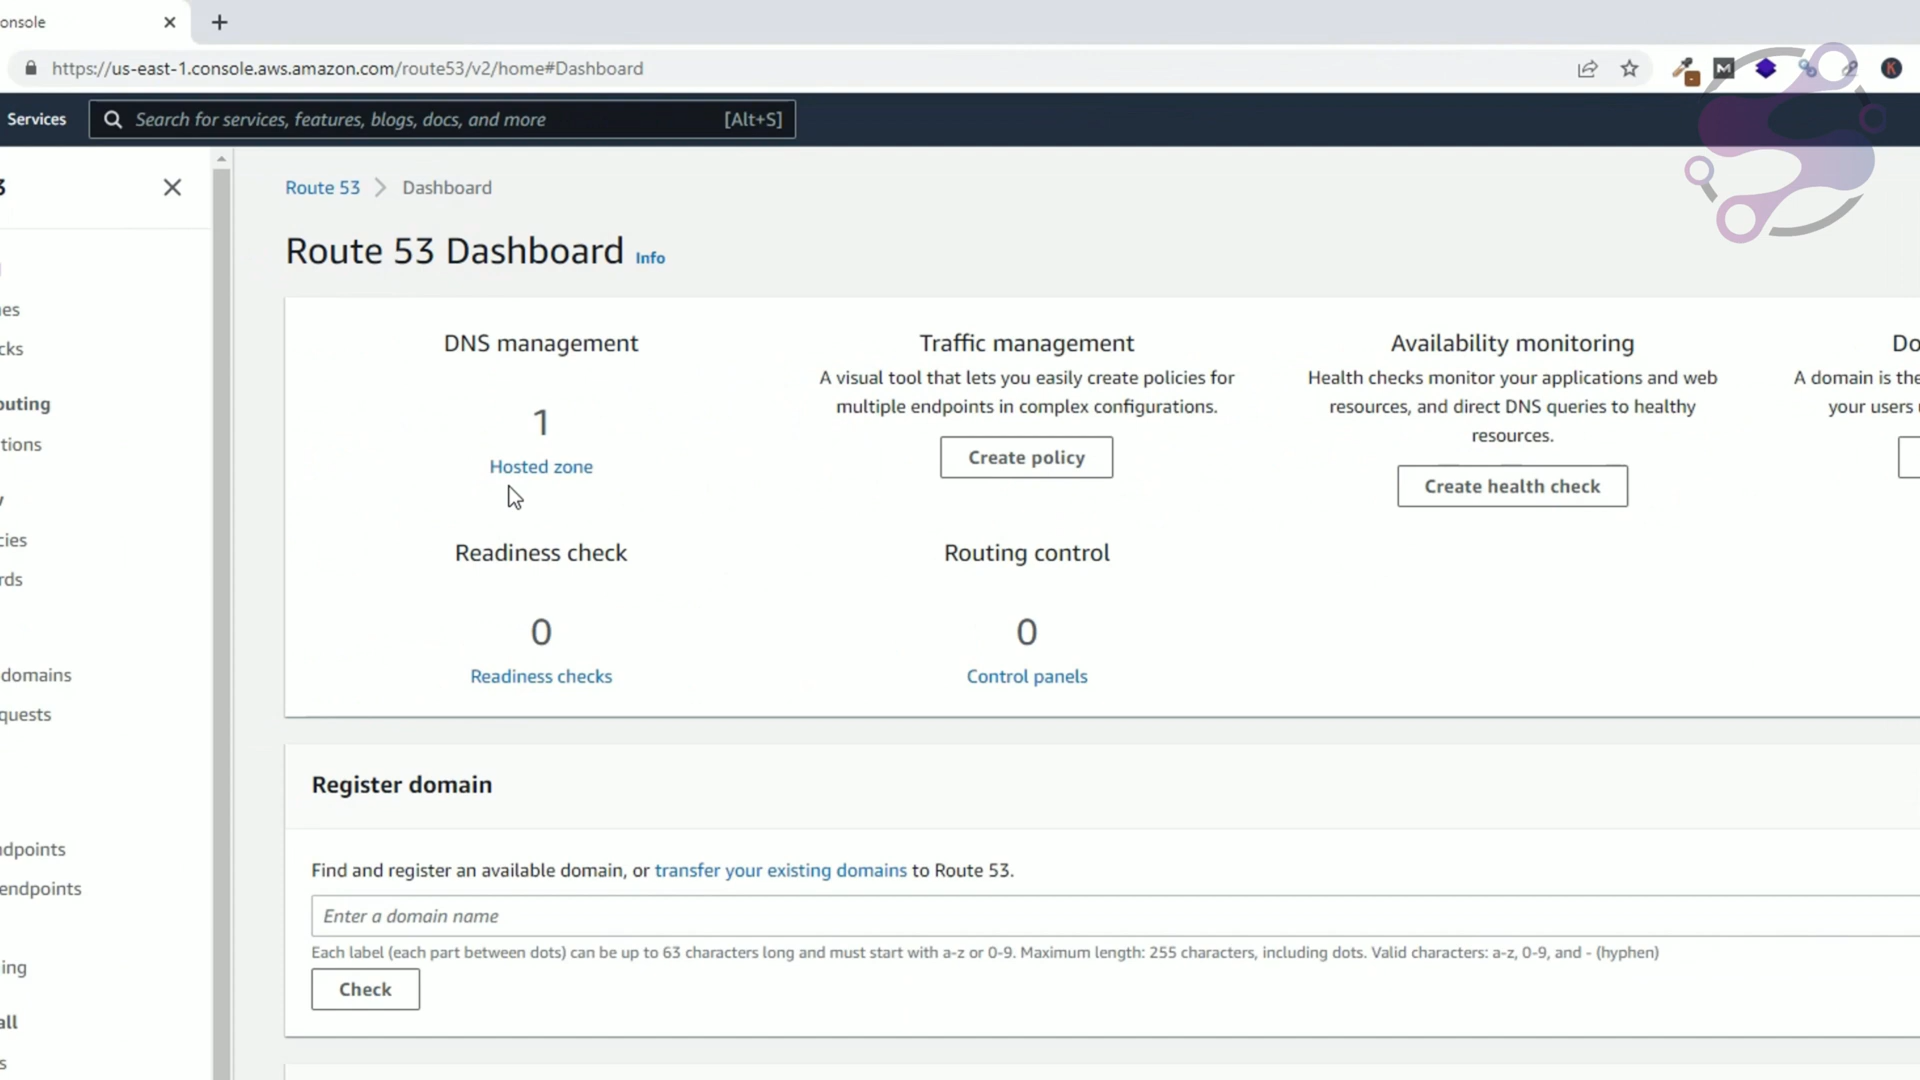 onsole
https://us-east-1.console.aws.amazon.com/route53/v2/home#Dashboard
M
K
Services
Search for services, features, blogs, docs, and more
[Alt+S]
3
Route 53
Dashboard
Route 53 Dashboard Info
es
cks
outing
tions
y
cies
rds
domains
quests
ndpoints
endpoints
ing
all
s
DNS management
1
Hosted zone
Traffic management
A visual tool that lets you easily create policies for
multiple endpoints in complex configurations.
Create policy
Availability monitoring
Health checks monitor your applications and web
resources, and direct DNS queries to healthy
resources.
Create health check
Do
A domain is the
your users
Readiness check
0
Readiness checks
Routing control
0
Control panels
Register domain
Find and register an available domain, or transfer your existing domains to Route 53.
Enter a domain name
Each label (each part between dots) can be up to 63 characters long and must start with a-z or 0-9. Maximum length: 255 characters, including dots. Valid characters: a-z, 0-9, and - (hyphen)
Check